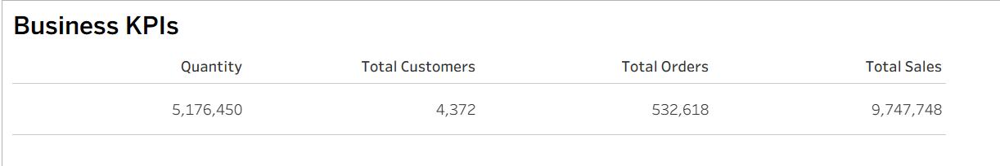 Business KPIs
Quantity Total Customers Total Orders Total Sales
5,176,450 4,372 532,618 9,747,748